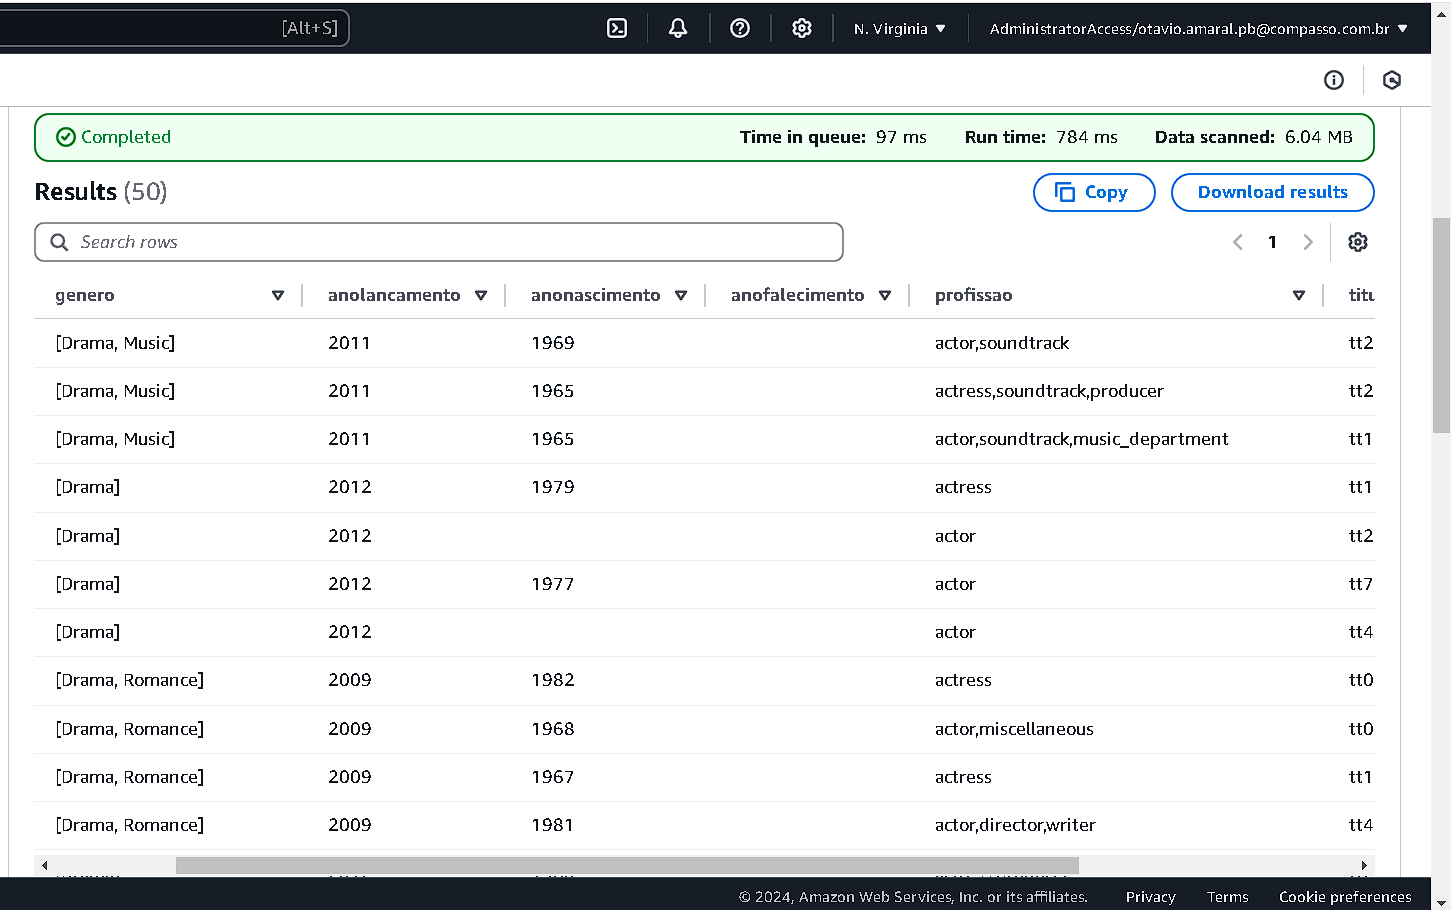 [Alt+S] N. Virginia AdministratorAccess/otavio.amaral.pb@compasso.com.br
Completed Time in queue: 97 ms Run time: 784 ms Data scanned: 6.04 MB
Results (50) Copy Download results
Search rows 1
genero anolancamento anonascimento anofalecimento profissao titu
[Drama, Music] 2011 1969 actor,soundtrack tt2
[Drama, Music] 2011 1965 actress,soundtrack,producer tt2
[Drama, Music] 2011 1965 actor,soundtrack,music_department tt1
[Drama] 2012 1979 actress tt1
[Drama] 2012 actor tt2
[Drama] 2012 1977 actor tt7
[Drama] 2012 actor tt4
[Drama, Romance] 2009 1982 actress tt0
[Drama, Romance] 2009 1968 actor,miscellaneous tt0
[Drama, Romance] 2009 1967 actress tt1
[Drama, Romance] 2009 1981 actor,director,writer tt4
© 2024, Amazon Web Services, Inc. or its affiliates. Privacy Terms Cookie preferences